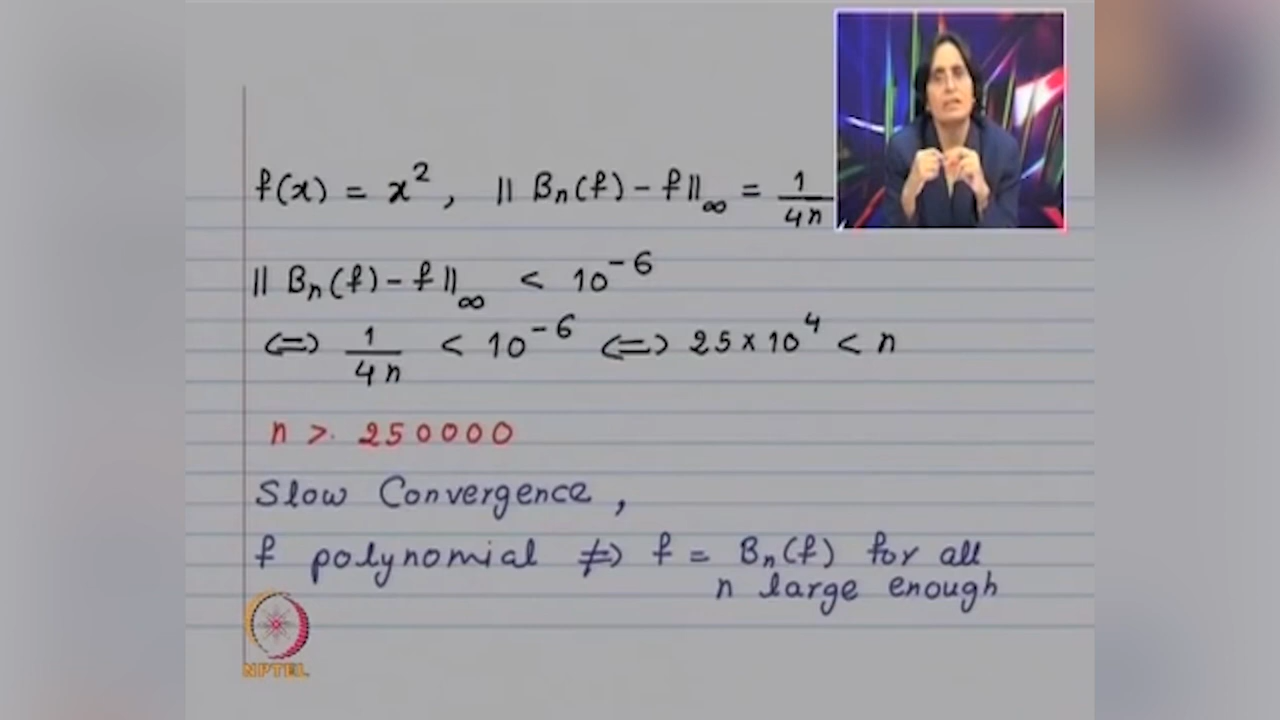 f(x) = x², || Bₙ(f) - f ||∞ = 1/4n
|| Bₙ(f) - f ||∞ < 10⁻⁶
<=> 1/4n < 10⁻⁶ <=> 25 × 10⁴ < n
n > 250000
Slow Convergence,
f polynomial ≠> f = Bₙ(f) for all
n large enough
NPTEL